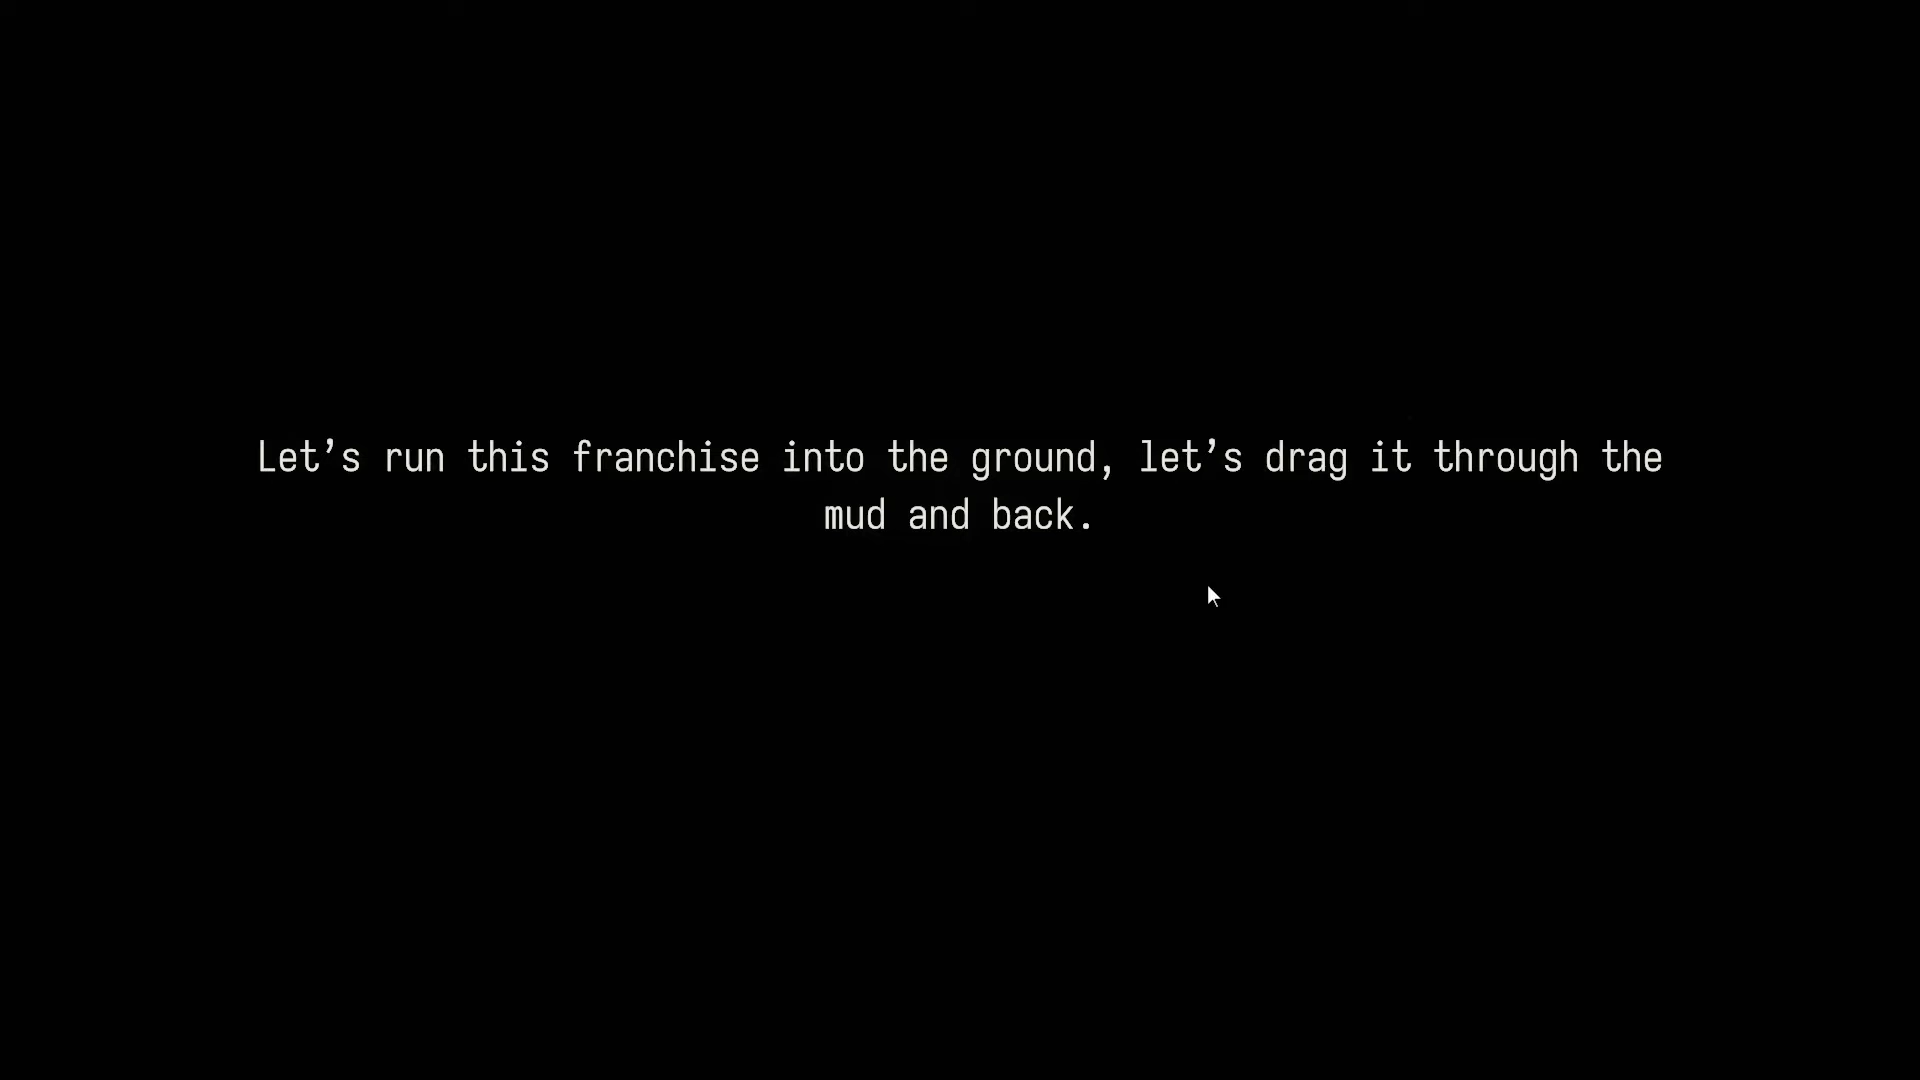 Let’s run this franchise into the ground, let’s drag it through the
mud and back.